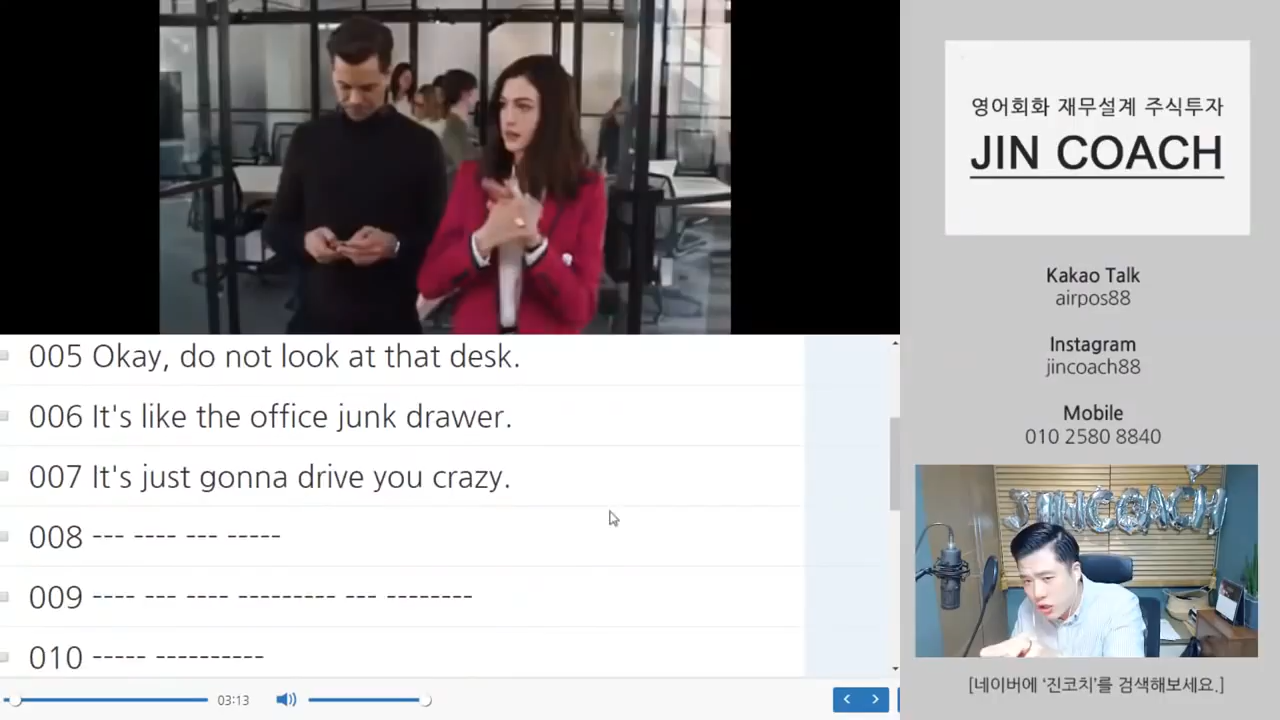 005 Okay, do not look at that desk.
006 It's like the office junk drawer.
007 It's just gonna drive you crazy.
008 --- ---- --- -----
009 ---- --- ---- --------- --- --------
010 ----- ----------
03:13
영어회화 재무설계 주식투자
JIN COACH
Kakao Talk
airpos88
Instagram
jincoach88
Mobile
010 2580 8840
JINCOACH
[네이버에 '진코치'를 검색해보세요.]